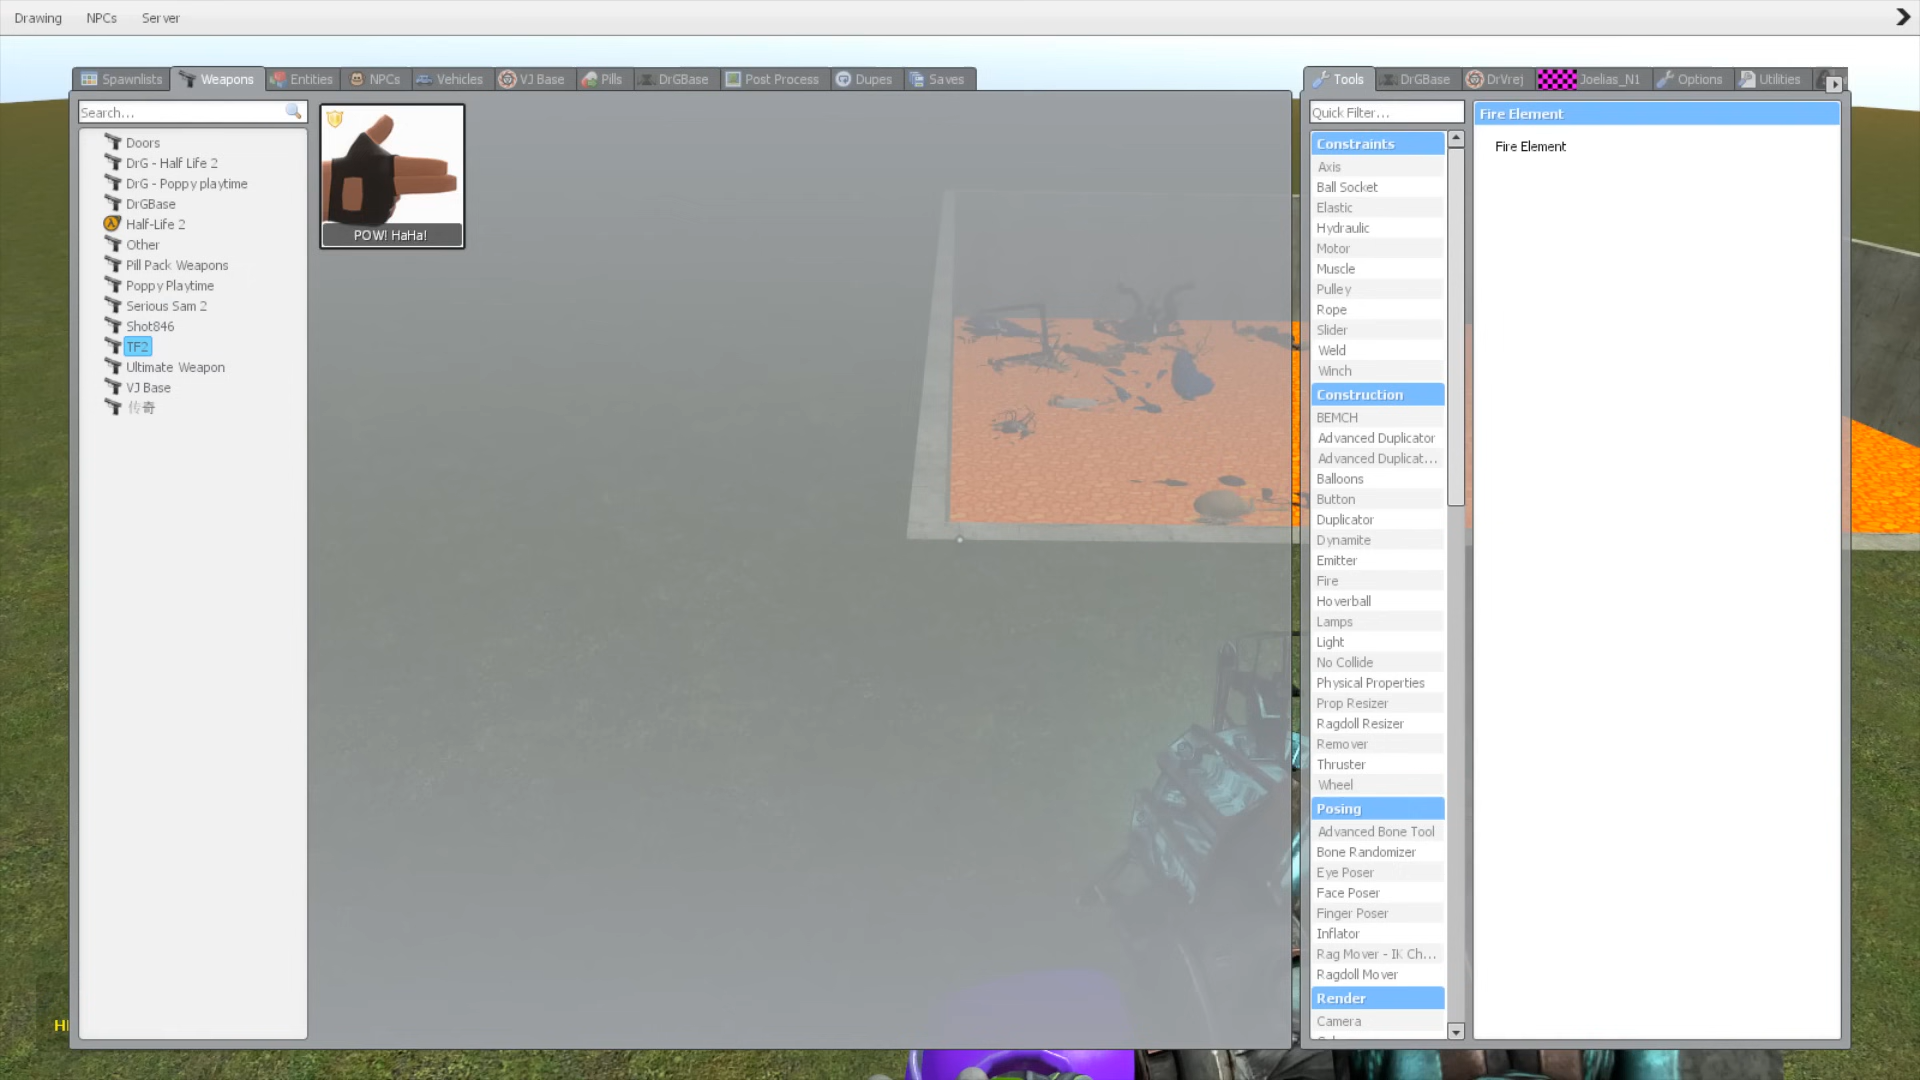 Drawing NPCs Server
Spawnlists Weapons Entities NPCs Vehicles VJ Base Pills DrGBase Post Process Dupes Saves
Tools DrGBase DrVrej Joelias_N1 Options Utilities
Search...
Doors
DrG - Half Life 2
DrG - Poppy playtime
DrGBase
Half-Life 2
Other
Pill Pack Weapons
Poppy Playtime
Serious Sam 2
Shot846
TF2
Ultimate Weapon
VJ Base
传奇
POW! HaHa!
Quick Filter...
Constraints
Axis
Ball Socket
Elastic
Hydraulic
Motor
Muscle
Pulley
Rope
Slider
Weld
Winch
Construction
BEMCH
Advanced Duplicator
Advanced Duplicat...
Balloons
Button
Duplicator
Dynamite
Emitter
Fire
Hoverball
Lamps
Light
No Collide
Physical Properties
Prop Resizer
Ragdoll Resizer
Remover
Thruster
Wheel
Posing
Advanced Bone Tool
Bone Randomizer
Eye Poser
Face Poser
Finger Poser
Inflator
Rag Mover - IK Ch...
Ragdoll Mover
Render
Camera
Fire Element
Fire Element